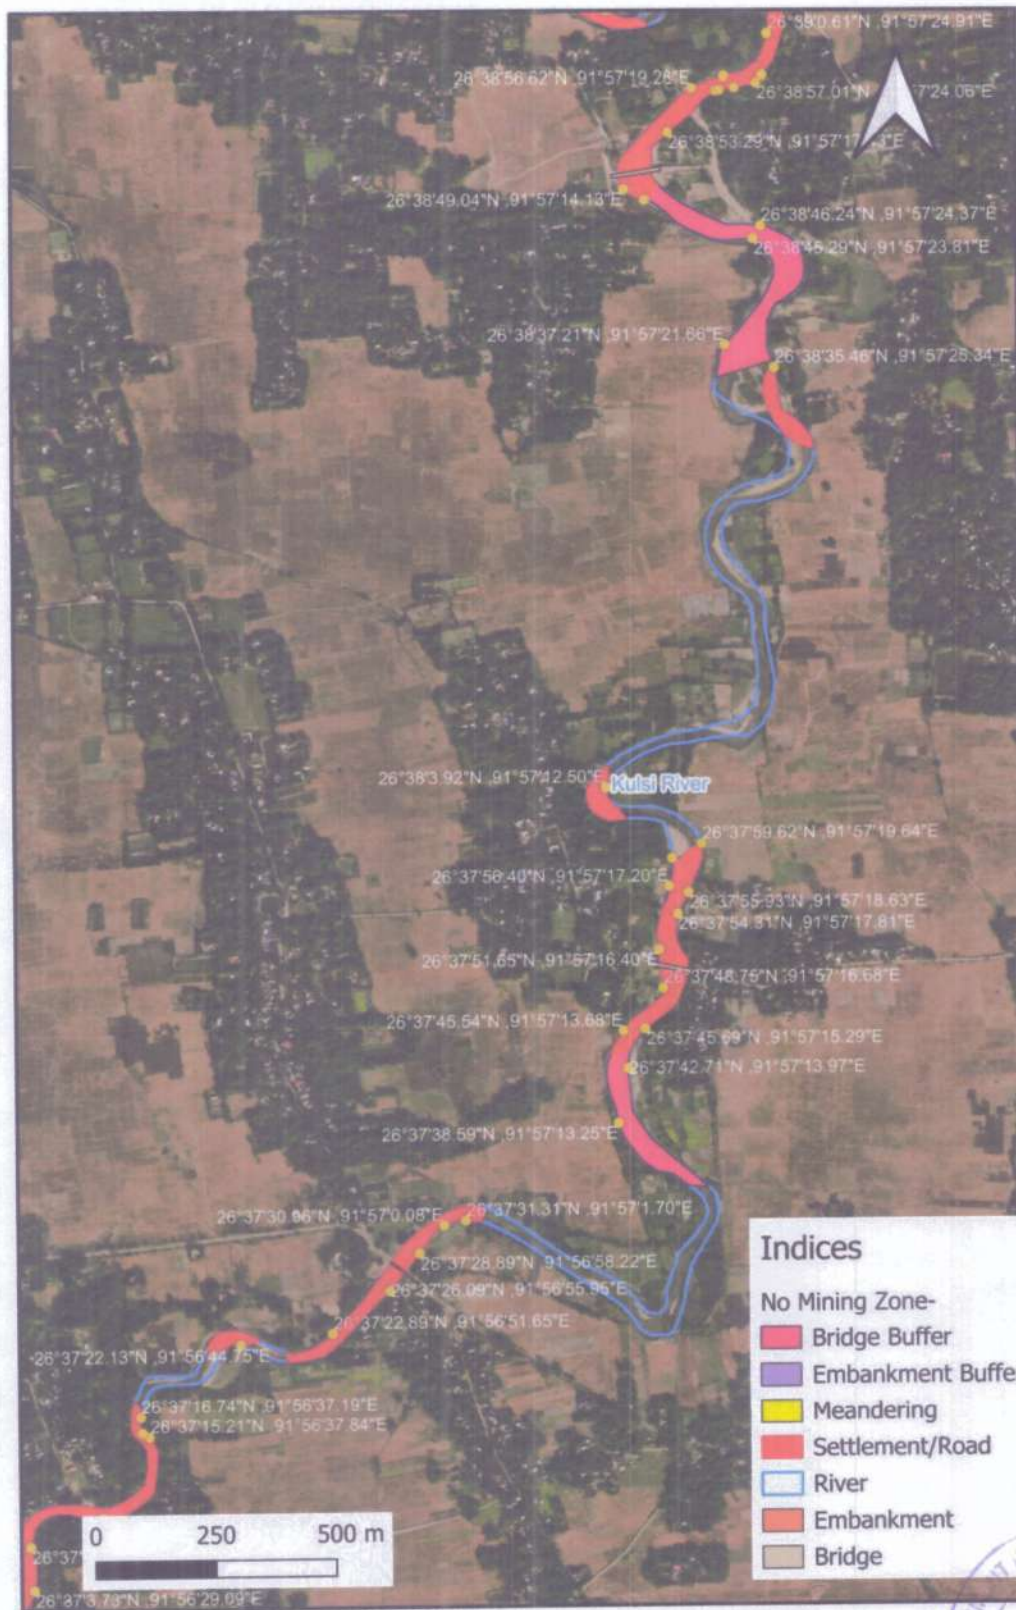 26°39'0.61"N ,91°57'24.91"E
26°38'56.62"N ,91°57'19.28"E
26°38'57.01"N 57'24.06"E
26°38'53.29"N ,91°57'17
26°38'49.04"N ,91°57'14.13"E
26°38'46.24"N ,91°57'24.37"E
26°38'45.29"N ,91°57'23.81"E
26°38'37.21"N ,91°57'21.66"E
26°38'35.46"N ,91°57'25.34"E
26°38'3.92"N ,91°57'12.50"E
Kulsi River
26°37'59.62"N ,91°57'19.64"E
26°37'56.40"N ,91°57'17.20"E
26°37'55.93"N ,91°57'18.63"E
26°37'54.31"N ,91°57'17.81"E
26°37'51.65"N ,91°57'16.40"E
26°37'48.75"N ,91°57'16.68"E
26°37'45.54"N ,91°57'13.68"E
26°37'45.69"N ,91°57'15.29"E
26°37'42.71"N ,91°57'13.97"E
26°37'38.59"N ,91°57'13.25"E
26°37'30.96"N ,91°57'0.08"E
26°37'31.31"N ,91°57'1.70"E
26°37'28.89"N ,91°56'58.22"E
26°37'26.09"N ,91°56'55.95"E
26°37'22.89"N ,91°56'51.65"E
26°37'22.13"N ,91°56'44.75"E
26°37'16.74"N ,91°56'37.19"E
26°37'15.21"N ,91°56'37.84"E
26°37'
26°37'3.73"N ,91°56'29.09"E
0 250 500 m
Indices
No Mining Zone-
Bridge Buffer
Embankment Buffe
Meandering
Settlement/Road
River
Embankment
Bridge